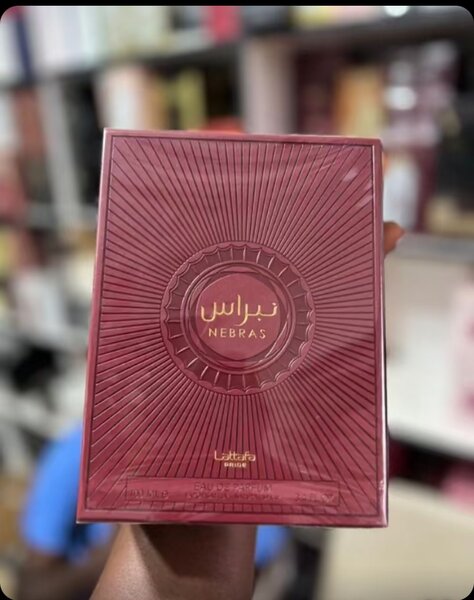 نبراس
NEBRAS
Lattafa
PRIDE
EAU DE PARFUM